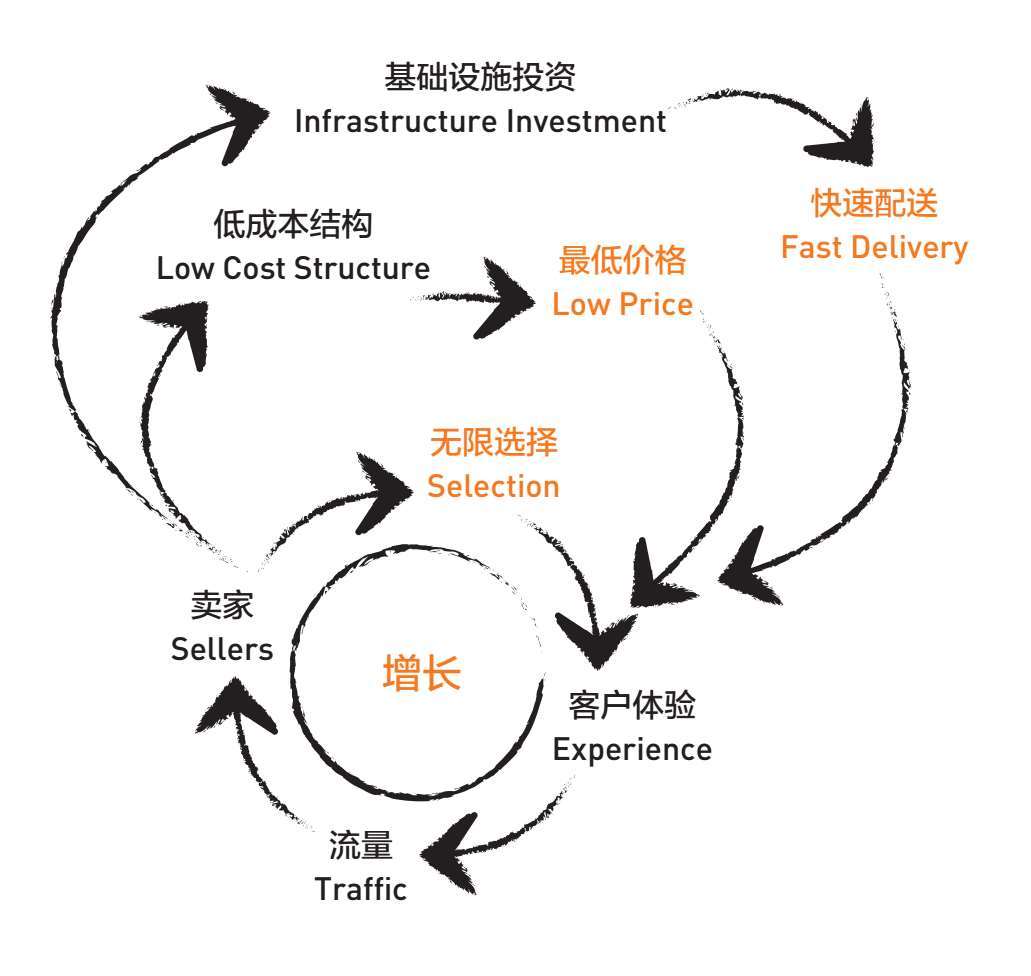 基础设施投资
Infrastructure Investment
快速配送
Fast Delivery
低成本结构
Low Cost Structure
最低价格
Low Price
无限选择
Selection
卖家
Sellers
增长
客户体验
Experience
流量
Traffic